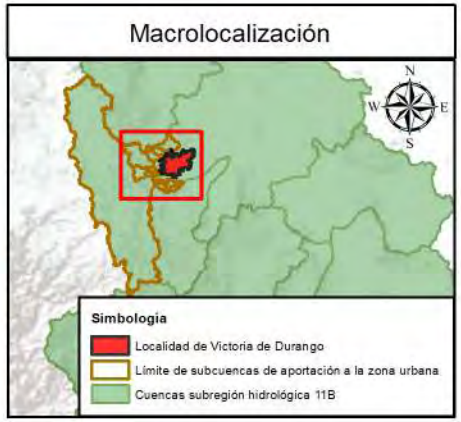 Macrolocalización
N
W
E
S
Simbología
Localidad de Victoria de Durango
Límite de subcuencas de aportación a la zona urbana
Cuencas subregión hidrológica 11B